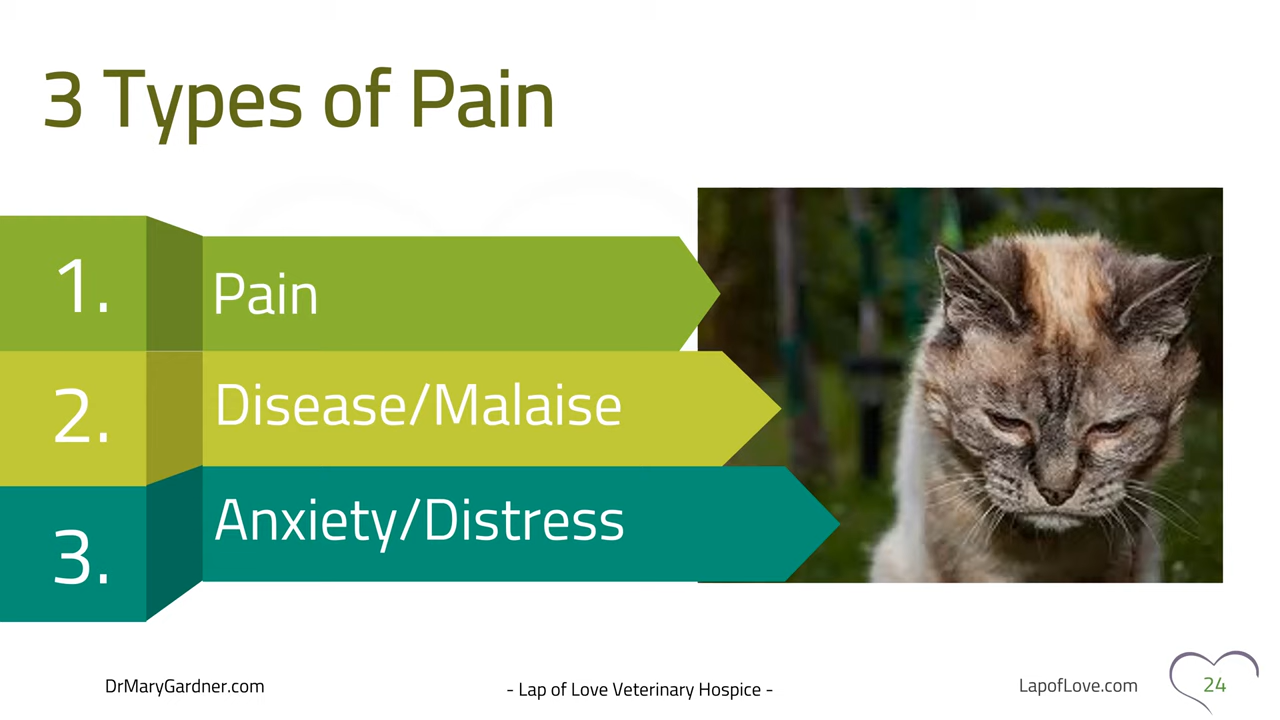 3 Types of Pain
1.
Pain
2.
Disease/Malaise
3.
Anxiety/Distress
DrMaryGardner.com
- Lap of Love Veterinary Hospice -
LapofLove.com
24